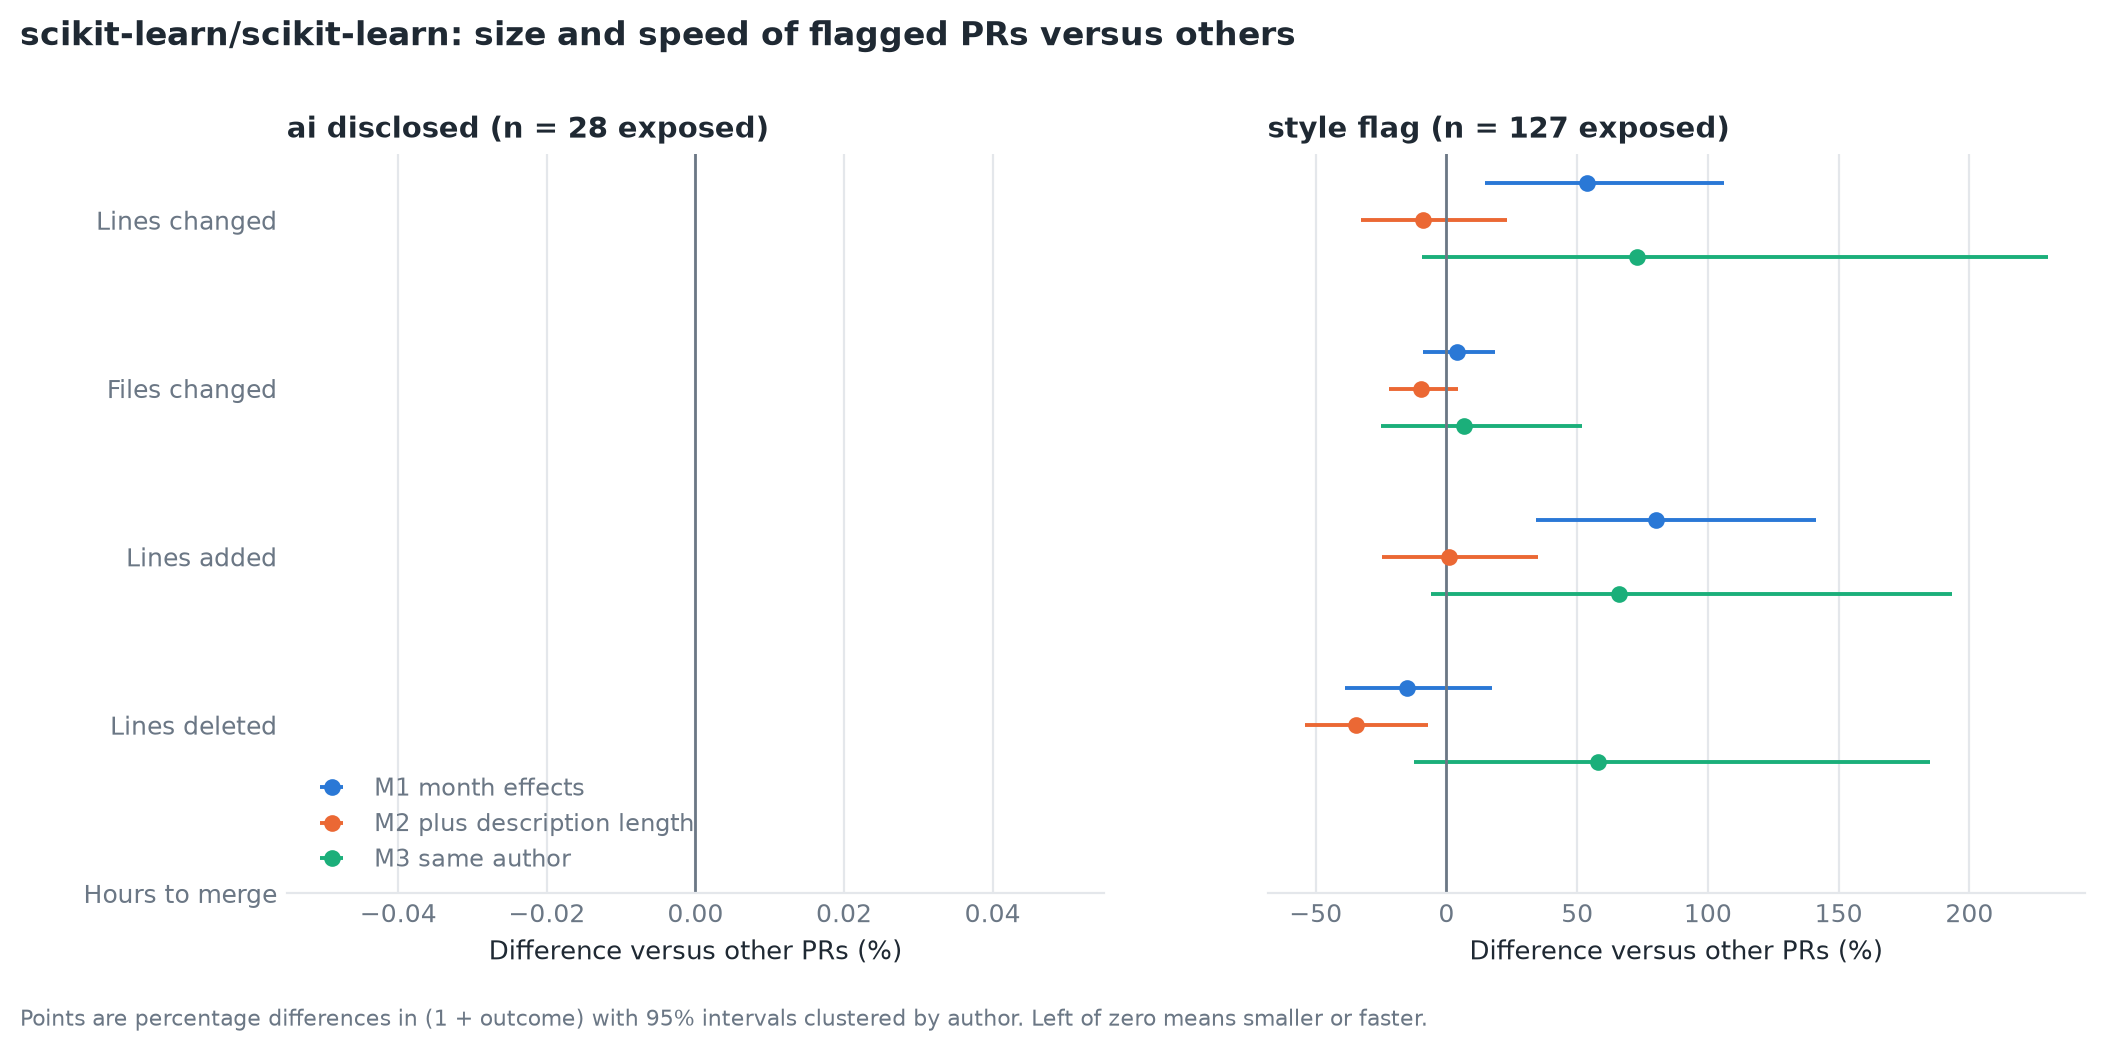 scikit-learn/scikit-learn: size and speed of flagged PRs versus others
ai disclosed (n = 28 exposed)
style flag (n = 127 exposed)
Lines changed
Files changed
Lines added
Lines deleted
Hours to merge
M1 month effects
M2 plus description length
M3 same author
−0.04 −0.02 0.00 0.02 0.04
−50 0 50 100 150 200
Difference versus other PRs (%)
Difference versus other PRs (%)
Points are percentage differences in (1 + outcome) with 95% intervals clustered by author. Left of zero means smaller or faster.